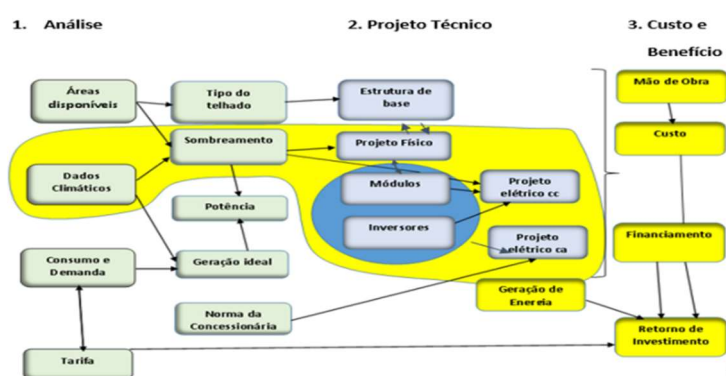 1. Análise
2. Projeto Técnico
3. Custo e
Benefício
Áreas
disponíveis
Tipo do
telhado
Estrutura de
base
Mão de Obra
Sombreamento
Projeto Físico
Custo
Dados
Climáticos
Módulos
Projeto
elétrico cc
Potência
Inversores
Projeto
elétrico ca
Financiamento
Consumo e
Demanda
Geração ideal
Geração de
Enereia
Norma da
Concessionária
Retorno de
Investimento
Tarifa